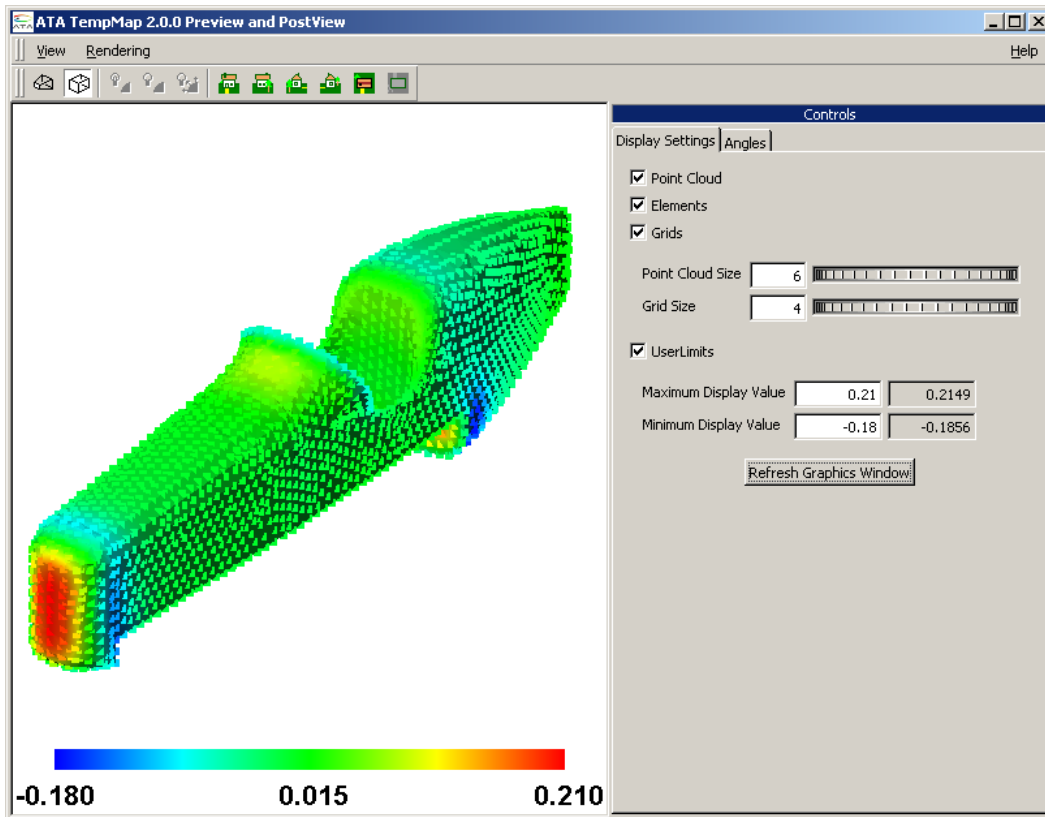 ATA TempMap 2.0.0 Preview and PostView
View Rendering Help
Controls
Display Settings Angles
Point Cloud
Elements
Grids
Point Cloud Size 6
Grid Size 4
UserLimits
Maximum Display Value 0.21 0.2149
Minimum Display Value -0.18 -0.1856
Refresh Graphics Window
-0.180 0.015 0.210